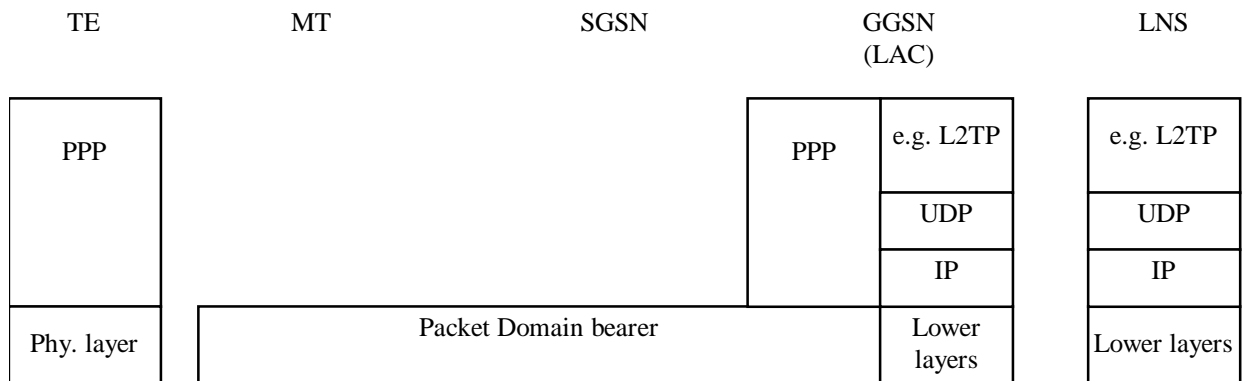 TE MT SGSN GGSN LNS
(LAC)
PPP PPP e.g. L2TP e.g. L2TP
UDP UDP
IP IP
Phy. layer Packet Domain bearer Lower Lower layers
layers